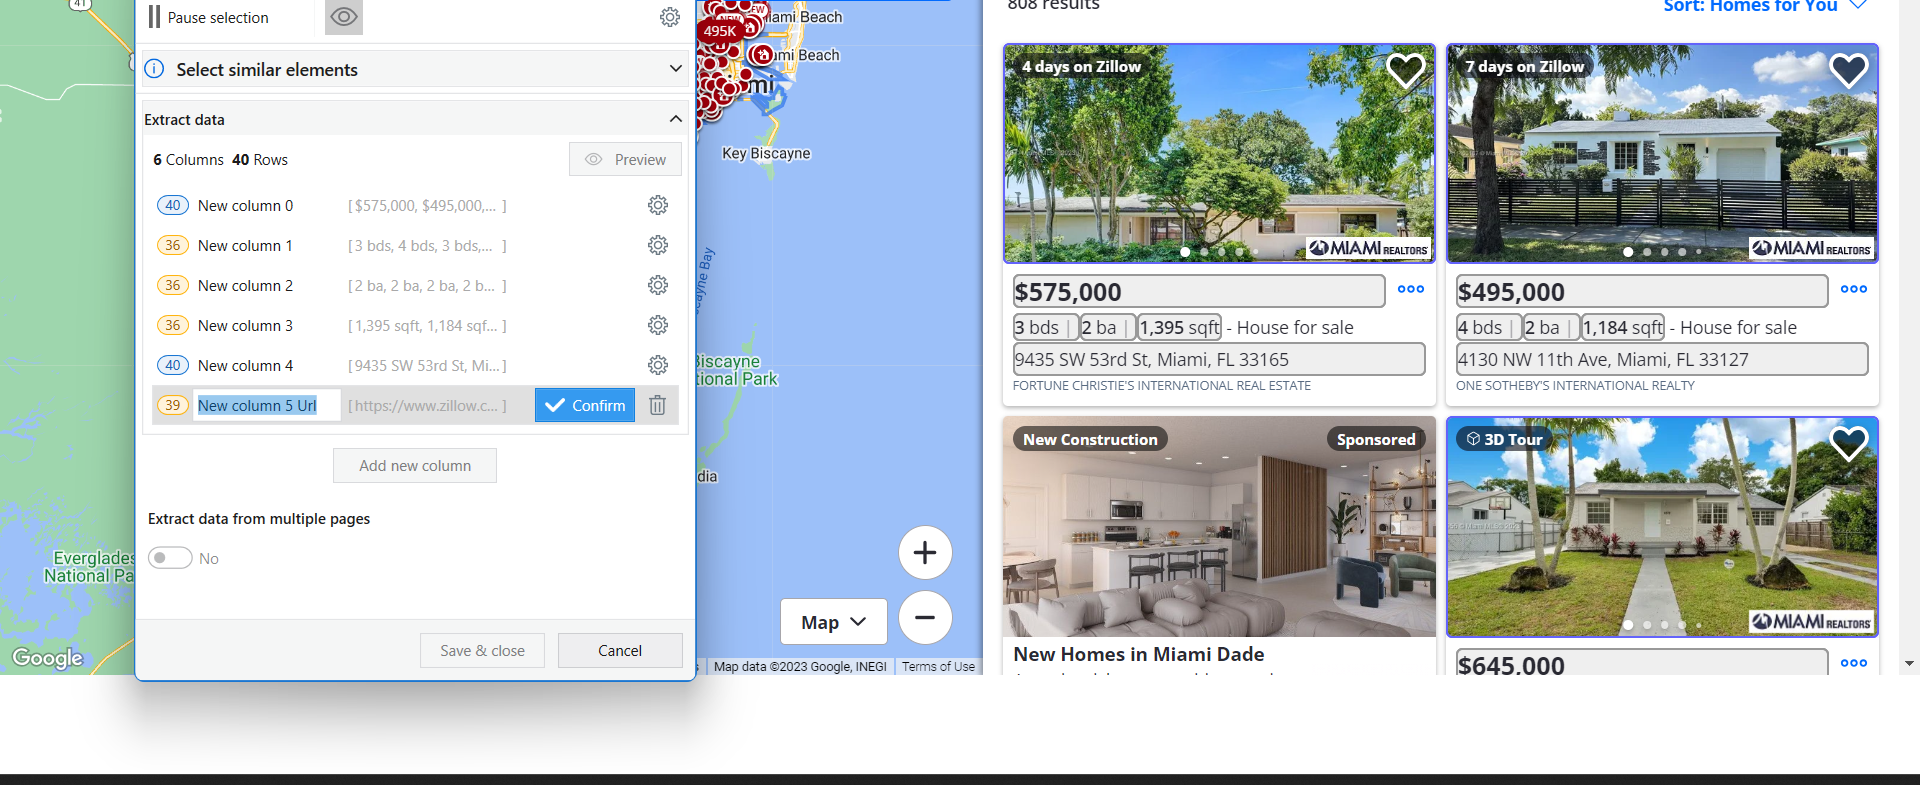 41
Pause selection
Select similar elements
Extract data
6 Columns 40 Rows
Preview
40 New column 0 [ $575,000, $495,000,... ]
36 New column 1 [ 3 bds, 4 bds, 3 bds,... ]
36 New column 2 [ 2 ba, 2 ba, 2 ba, 2 b... ]
36 New column 3 [ 1,395 sqft, 1,184 sqf... ]
40 New column 4 [ 9435 SW 53rd St, Mi... ]
39 New column 5 Url [ https://www.zillow.c... ] Confirm
Add new column
Extract data from multiple pages
No
Save & close
Cancel
Everglades
National Pa
Google
495K
NEW
Miami Beach
ami Beach
mi
Key Biscayne
scayne Bay
Biscayne
tional Park
dia
Map
Map data ©2023 Google, INEGI
Terms of Use
808 results
Sort: Homes for You
4 days on Zillow
MIAMI REALTORS
$575,000
3 bds | 2 ba | 1,395 sqft - House for sale
9435 SW 53rd St, Miami, FL 33165
FORTUNE CHRISTIE'S INTERNATIONAL REAL ESTATE
7 days on Zillow
MIAMI REALTORS
$495,000
4 bds | 2 ba | 1,184 sqft - House for sale
4130 NW 11th Ave, Miami, FL 33127
ONE SOTHEBY'S INTERNATIONAL REALTY
New Construction
Sponsored
New Homes in Miami Dade
3D Tour
MIAMI REALTORS
$645,000